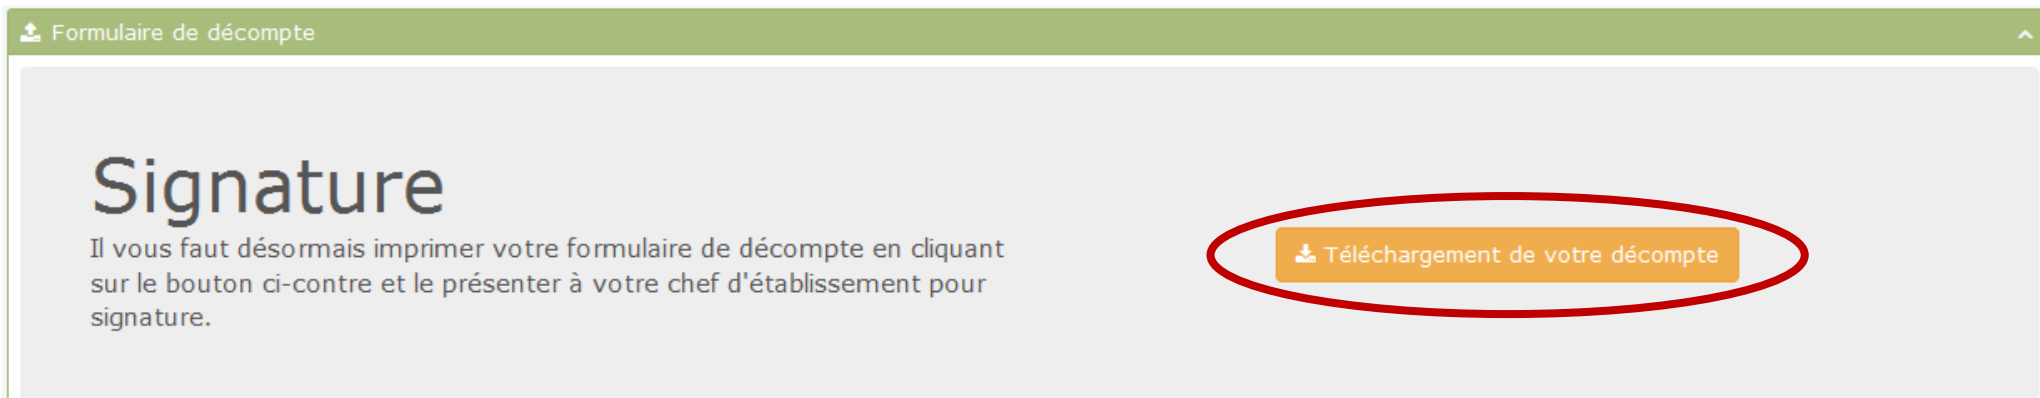 Formulaire de décompte
Signature
Il vous faut désormais imprimer votre formulaire de décompte en cliquant
sur le bouton ci-contre et le présenter à votre chef d'établissement pour
signature.
Téléchargement de votre décompte